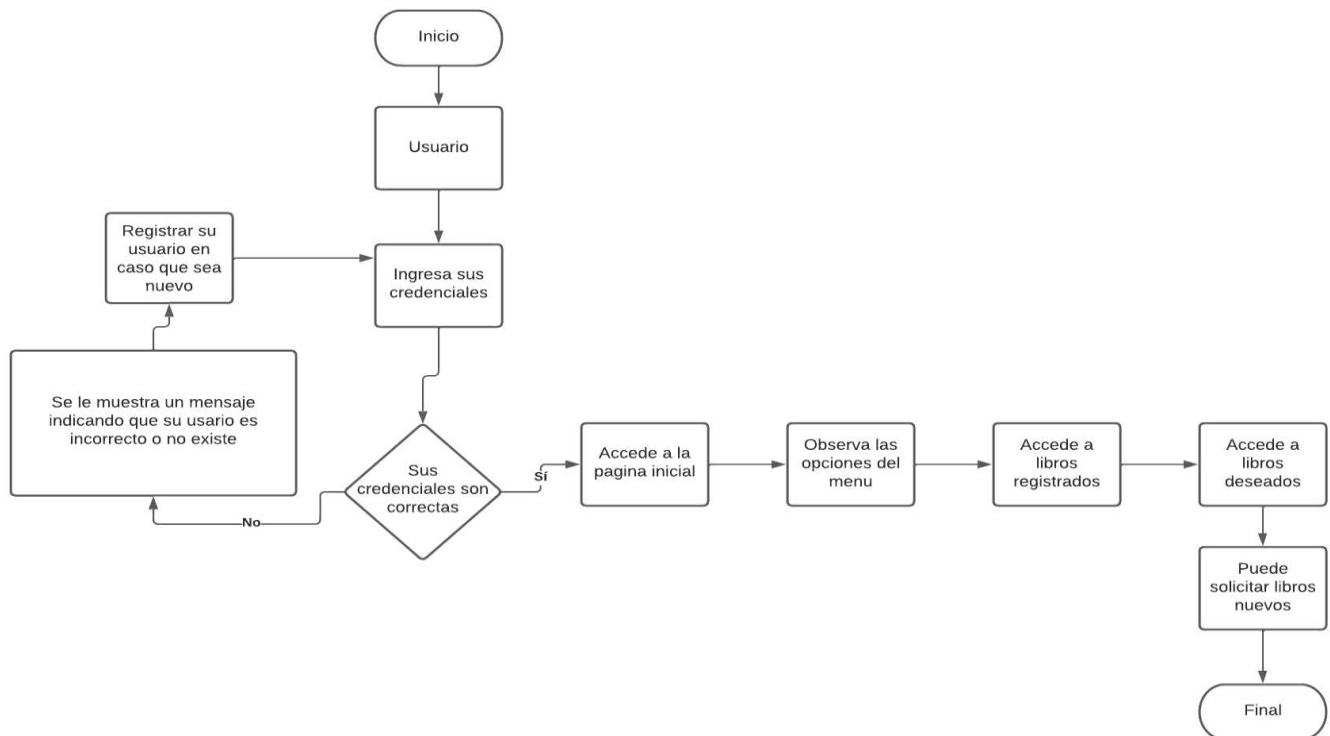 Inicio
Usuario
Registrar su
usuario en
caso que sea
nuevo
Ingresa sus
credenciales
Se le muestra un mensaje
indicando que su usario es
incorrecto o no existe
Sus
credenciales son
correctas
No
Sí
Accede a la
pagina inicial
Observa las
opciones del
menu
Accede a
libros
registrados
Accede a
libros
deseados
Puede
solicitar libros
nuevos
Final